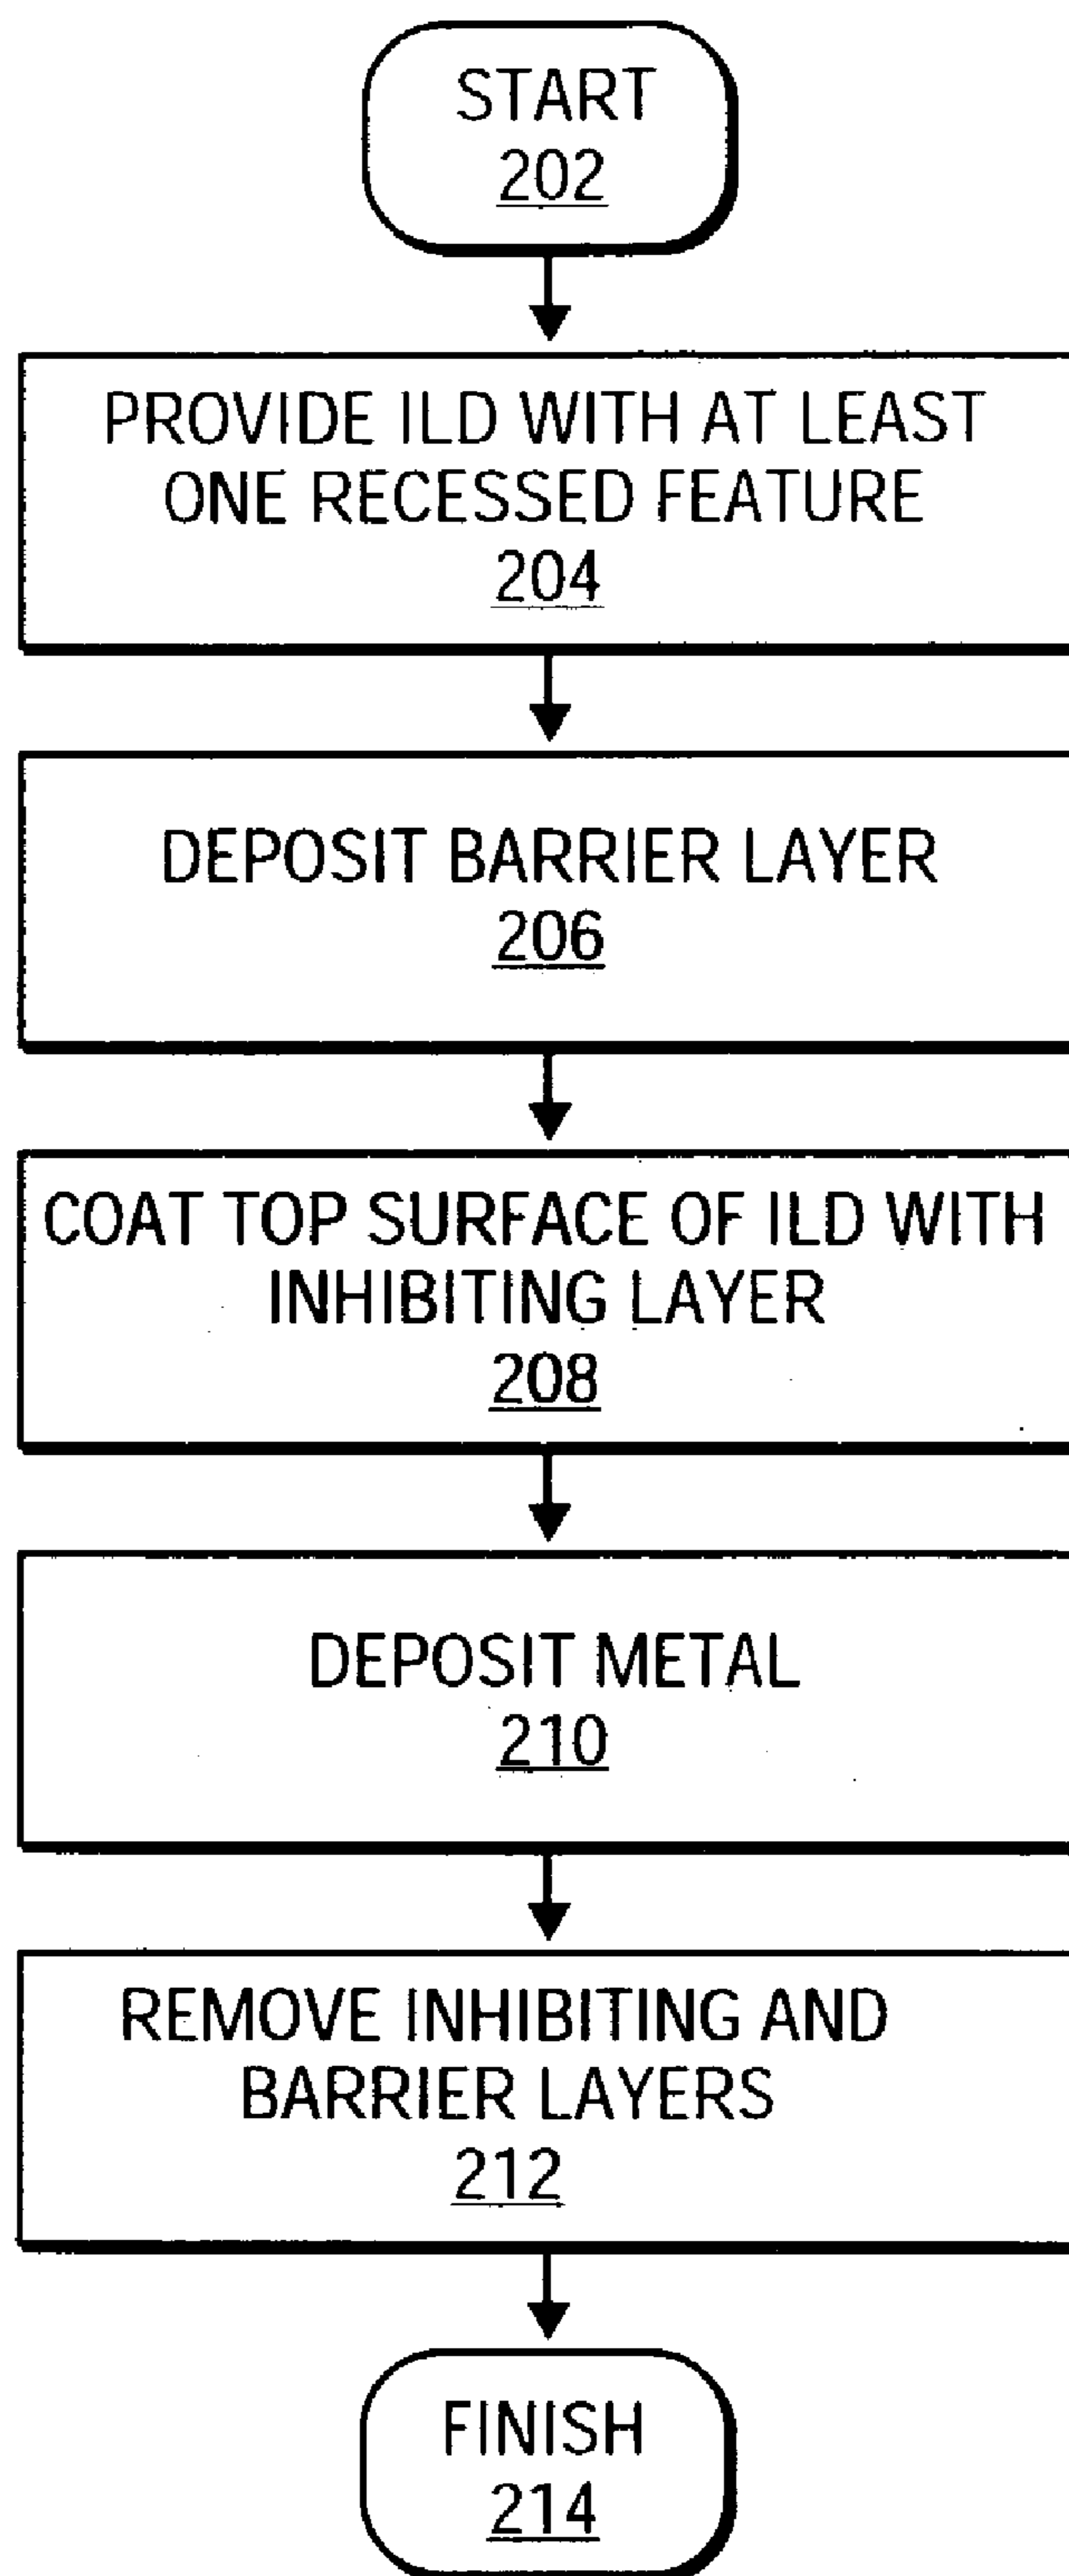 START
202
PROVIDE ILD WITH AT LEAST
ONE RECESSED FEATURE
204
DEPOSIT BARRIER LAYER
206
COAT TOP SURFACE OF ILD WITH
INHIBITING LAYER
208
DEPOSIT METAL
210
REMOVE INHIBITING AND
BARRIER LAYERS
212
FINISH
214